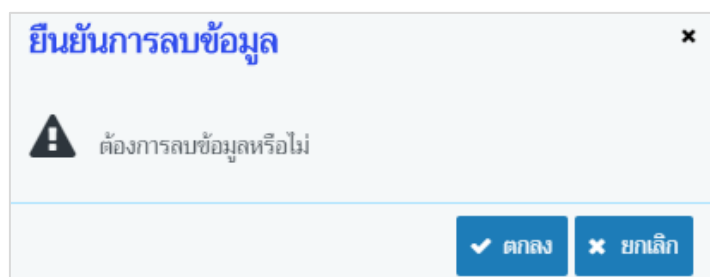 ยืนยันการลบข้อมูล
ต้องการลบข้อมูลหรือไม่
ตกลง ยกเลิก